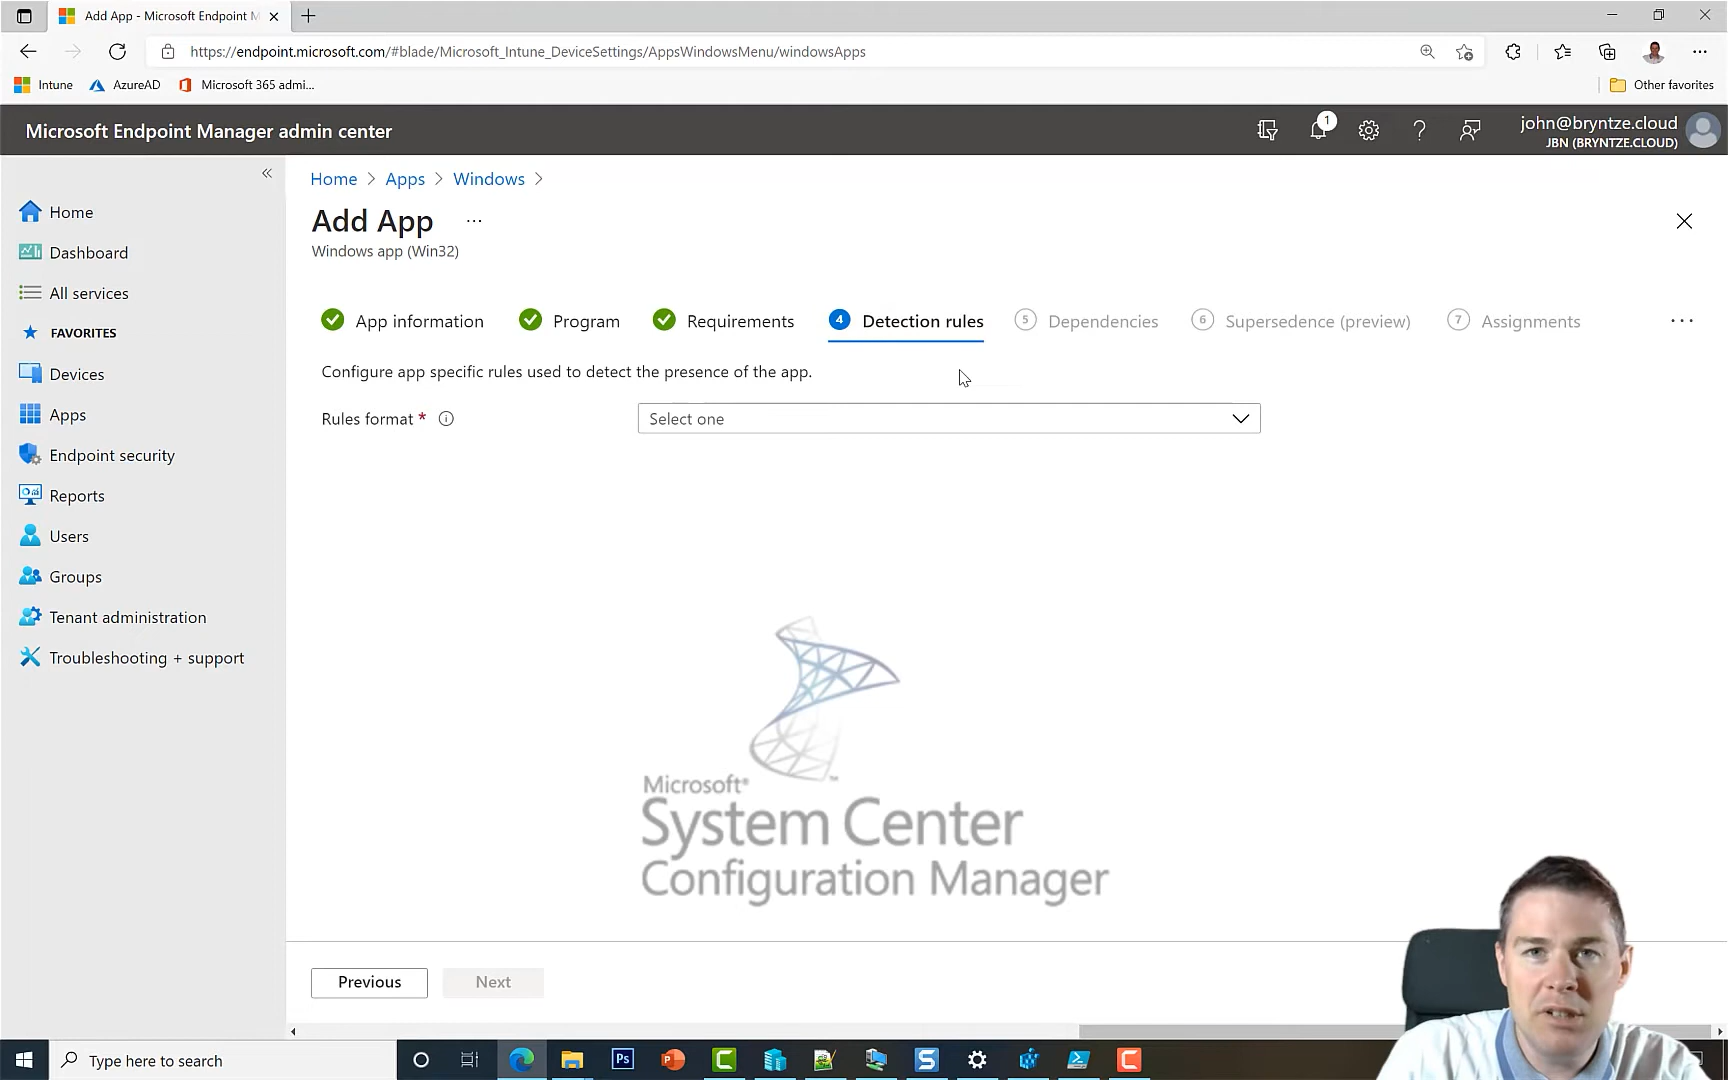 Add App - Microsoft Endpoint M
https://endpoint.microsoft.com/#blade/Microsoft_Intune_DeviceSettings/AppsWindowsMenu/windowsApps
Intune
AzureAD
Microsoft 365 admi...
Other favorites
Microsoft Endpoint Manager admin center
1
john@bryntze.cloud
JBN (BRYNTZE.CLOUD)
Home > Apps > Windows >
Add App ...
Windows app (Win32)
Home
Dashboard
All services
FAVORITES
Devices
Apps
Endpoint security
Reports
Users
Groups
Tenant administration
Troubleshooting + support
App information
Program
Requirements
4 Detection rules
5 Dependencies
6 Supersedence (preview)
7 Assignments
...
Configure app specific rules used to detect the presence of the app.
Rules format *
Select one
Microsoft®
System Center
Configuration Manager™
Previous
Next
Type here to search
Ps